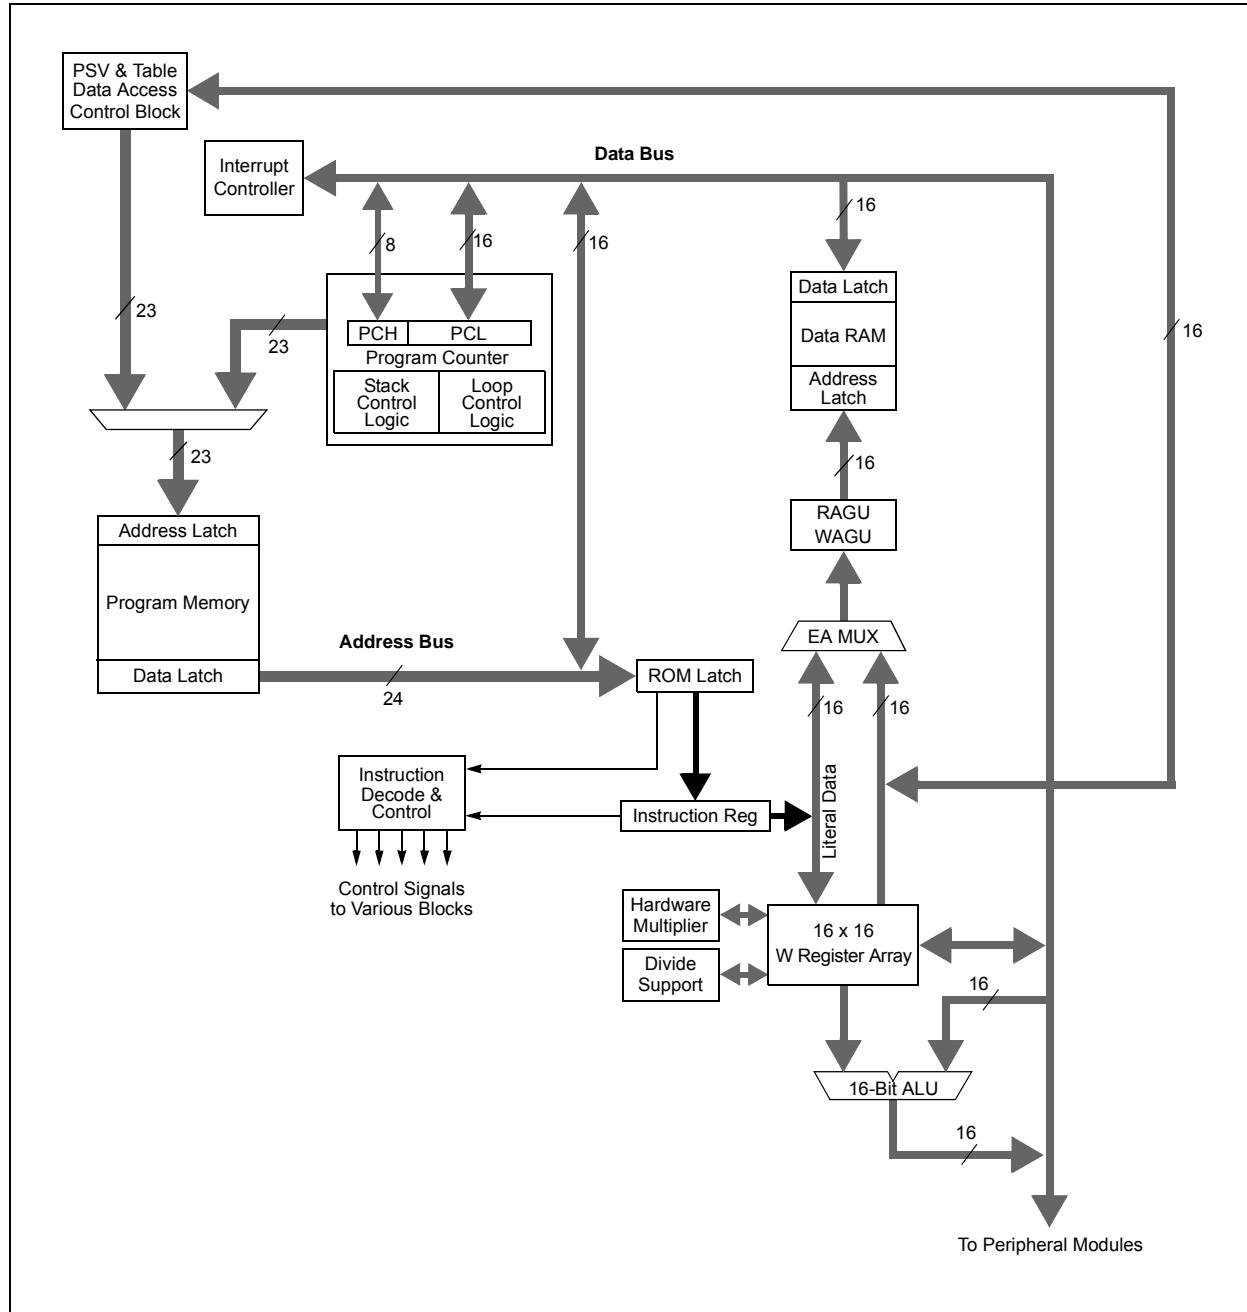 PSV & Table
Data Access
Control Block
Interrupt
Controller
Data Bus
16
8
16
16
23
23
16
PCH
PCL
Program Counter
Stack
Control
Logic
Loop
Control
Logic
Data Latch
Data RAM
Address
Latch
23
16
RAGU
WAGU
Address Latch
Program Memory
Data Latch
Address Bus
24
EA MUX
ROM Latch
16
16
Instruction
Decode &
Control
Instruction Reg
Literal Data
Control Signals
to Various Blocks
Hardware
Multiplier
Divide
Support
16 x 16
W Register Array
16
16-Bit ALU
16
To Peripheral Modules